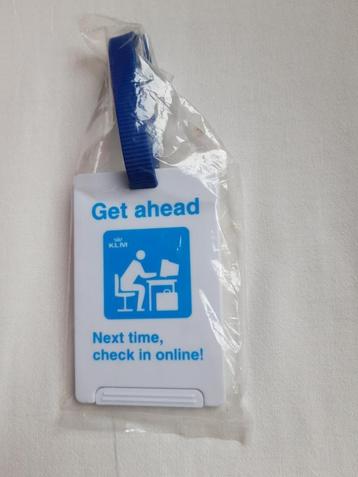 Get ahead
KLM
Next time,
check in online!